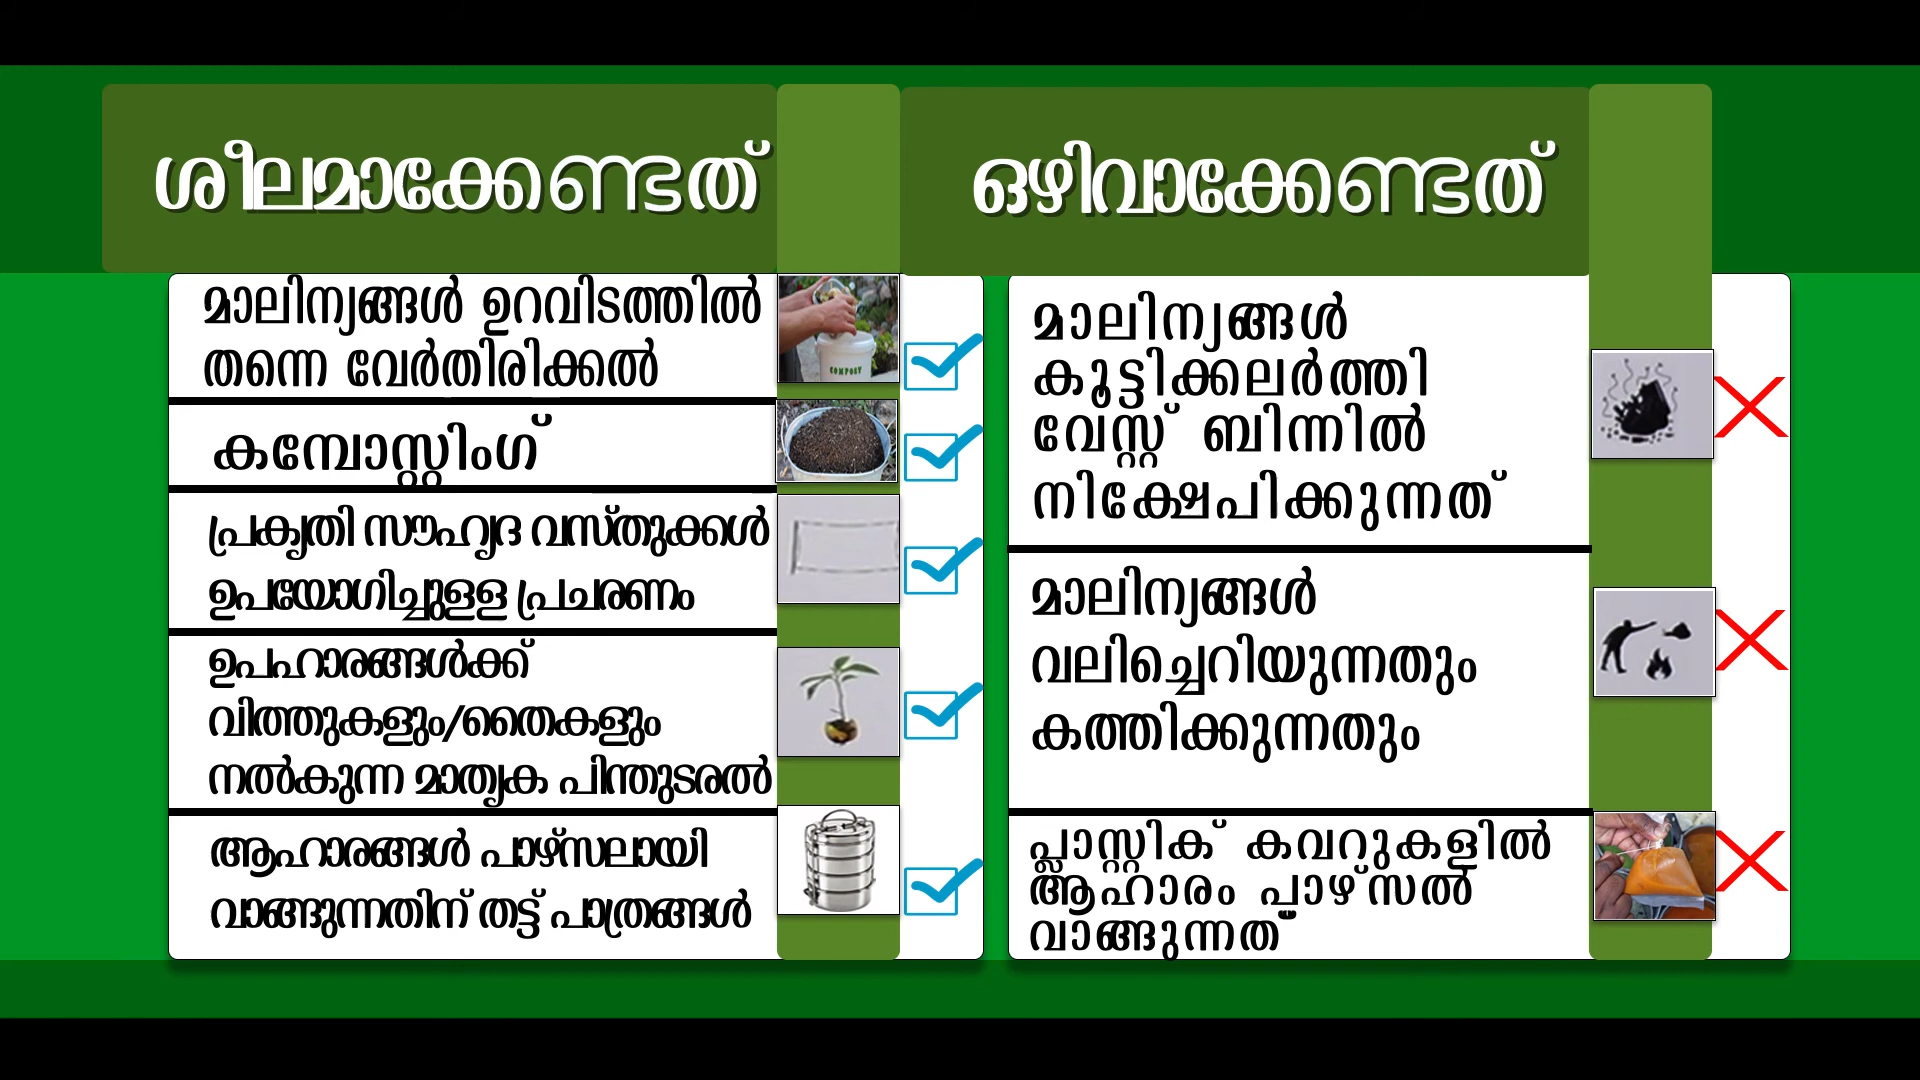 ശീലമാക്കേണ്ടത്
മാലിന്യങ്ങൾ ഉറവിടത്തിൽ
തന്നെ വേർതിരിക്കൽ
COMPOST
കമ്പോസ്റ്റിംഗ്
പ്രകൃതി സൗഹൃദ വസ്തുക്കൾ
ഉപയോഗിച്ചുളള പ്രചരണം
ഉപഹാരങ്ങൾക്ക്
വിത്തുകളും/തൈകളും
നൽകുന്ന മാതൃക പിന്തുടരൽ
ആഹാരങ്ങൾ പാഴ്സലായി
വാങ്ങുന്നതിന് തട്ട് പാത്രങ്ങൾ
ഒഴിവാക്കേണ്ടത്
മാലിന്യങ്ങൾ
കൂട്ടിക്കലർത്തി
വേസ്റ്റ് ബിന്നിൽ
നിക്ഷേപിക്കുന്നത്
മാലിന്യങ്ങൾ
വലിച്ചെറിയുന്നതും
കത്തിക്കുന്നതും
പ്ലാസ്റ്റിക് കവറുകളിൽ
ആഹാരം പാഴ്സൽ
വാങ്ങുന്നത്